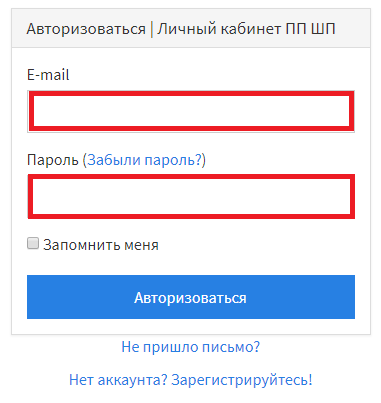 Авторизоваться | Личный кабинет ПП ШП
E-mail
Пароль (Забыли пароль?)
Запомнить меня
Авторизоваться
Не пришло письмо?
Нет аккаунта? Зарегистрируйтесь!